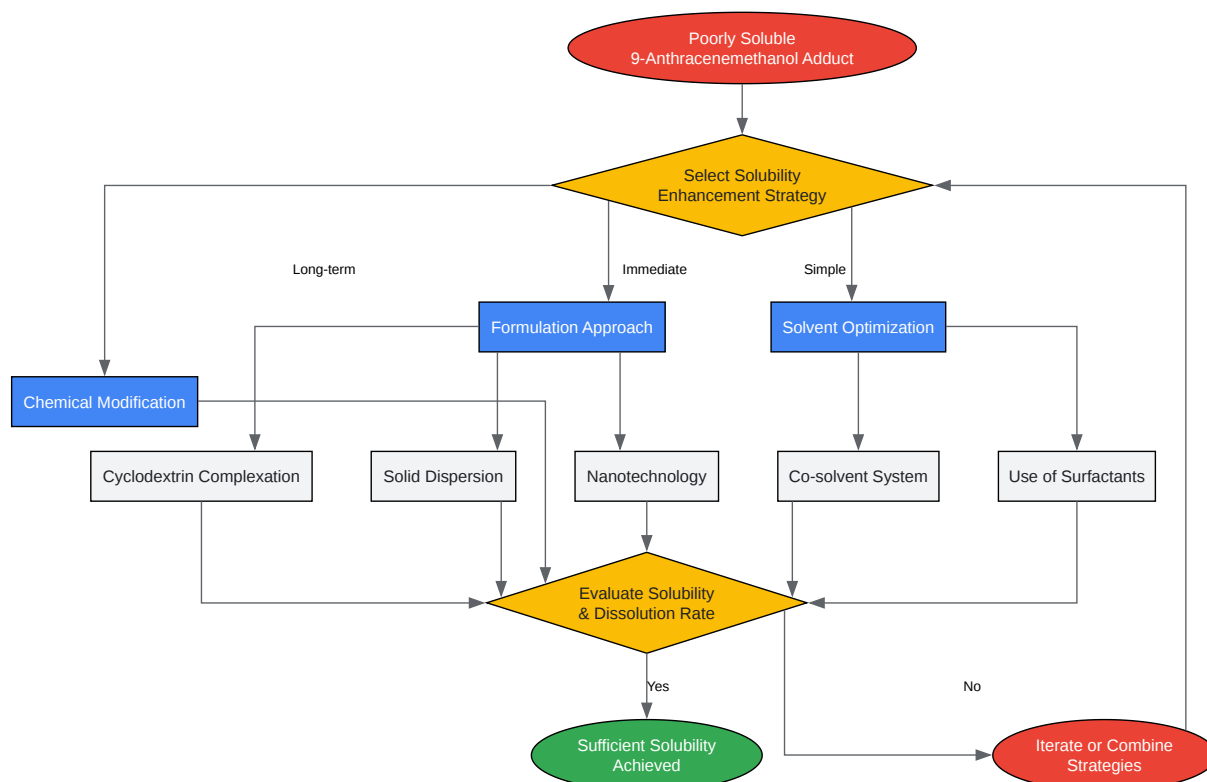 Poorly Soluble
9-Anthracenemethanol Adduct
Select Solubility
Enhancement Strategy
Long-term
Immediate
Simple
Formulation Approach
Solvent Optimization
Chemical Modification
Cyclodextrin Complexation
Solid Dispersion
Nanotechnology
Co-solvent System
Use of Surfactants
Evaluate Solubility
& Dissolution Rate
Yes
No
Sufficient Solubility
Achieved
Iterate or Combine
Strategies